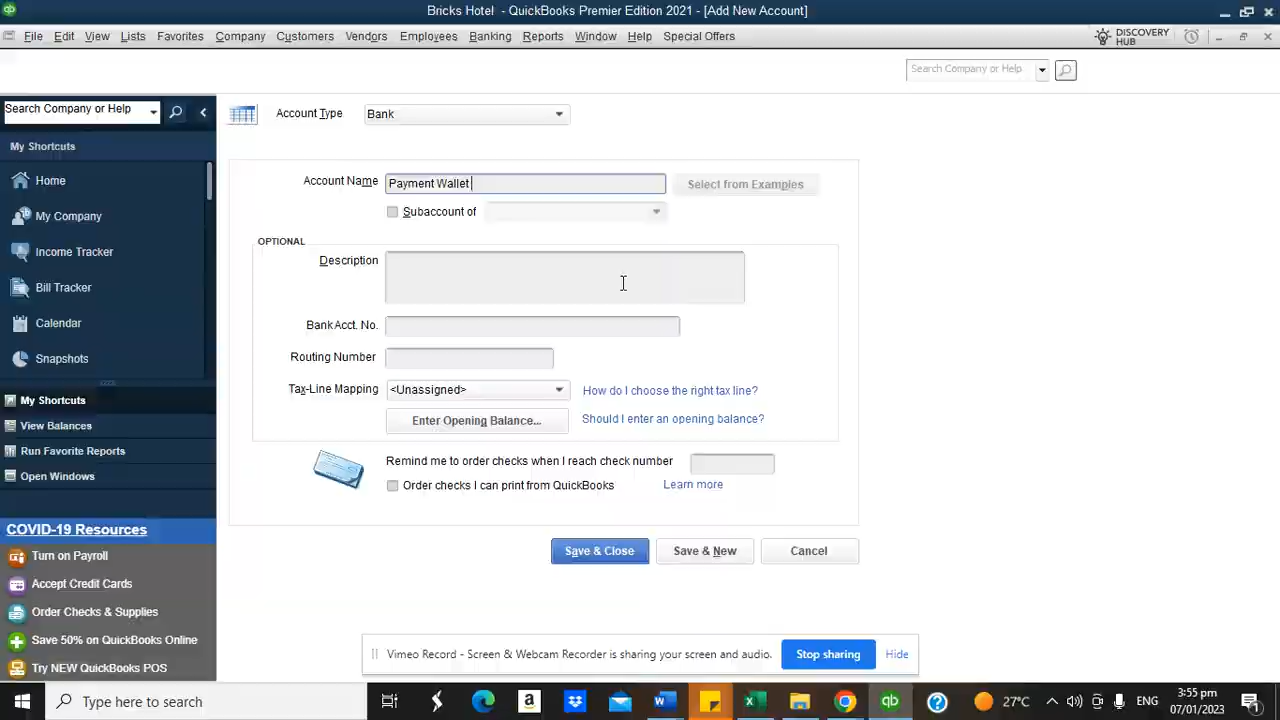 Bricks Hotel - QuickBooks Premier Edition 2021 - [Add New Account]
File Edit View Lists Favorites Company Customers Vendors Employees Banking Reports Window Help Special Offers
DISCOVERY
HUB
Search Company or Help
Search Company or Help
My Shortcuts
Home
My Company
Income Tracker
Bill Tracker
Calendar
Snapshots
My Shortcuts
View Balances
Run Favorite Reports
Open Windows
COVID-19 Resources
Turn on Payroll
Accept Credit Cards
Order Checks & Supplies
Save 50% on QuickBooks Online
Try NEW QuickBooks POS
Account Type Bank
Account Name Payment Wallet Select from Examples
Subaccount of
OPTIONAL
Description
Bank Acct. No.
Routing Number
Tax-Line Mapping <Unassigned> How do I choose the right tax line?
Enter Opening Balance... Should I enter an opening balance?
Remind me to order checks when I reach check number
Order checks I can print from QuickBooks Learn more
Save & Close Save & New Cancel
Vimeo Record - Screen & Webcam Recorder is sharing your screen and audio. Stop sharing Hide
Type here to search
27°C
ENG
3:55 pm
07/01/2023